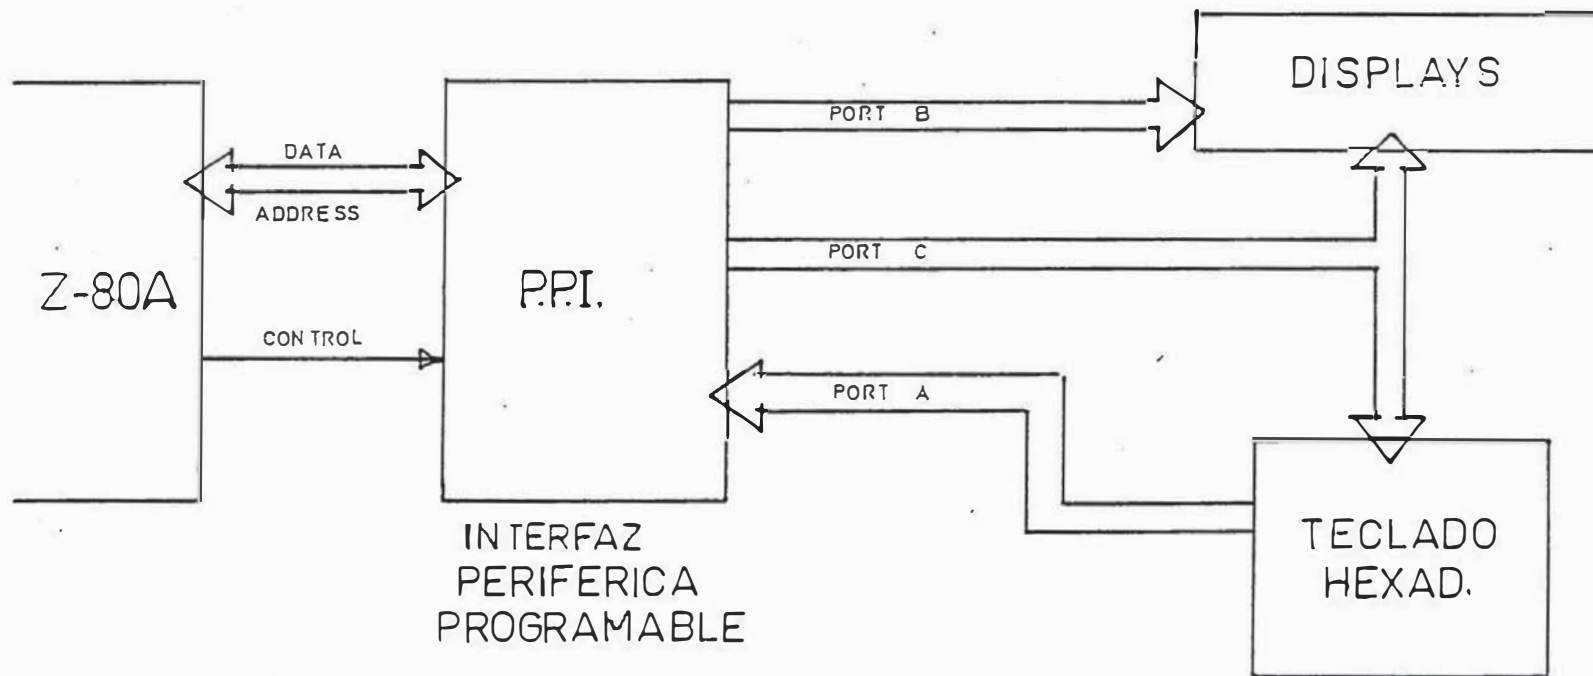 DISPLAYS
PORT B
DATA
ADDRESS
PORT C
Z-80A
P.P.I.
CONTROL
PORT A
INTERFAZ
PERIFERICA
PROGRAMABLE
TECLADO
HEXAD.